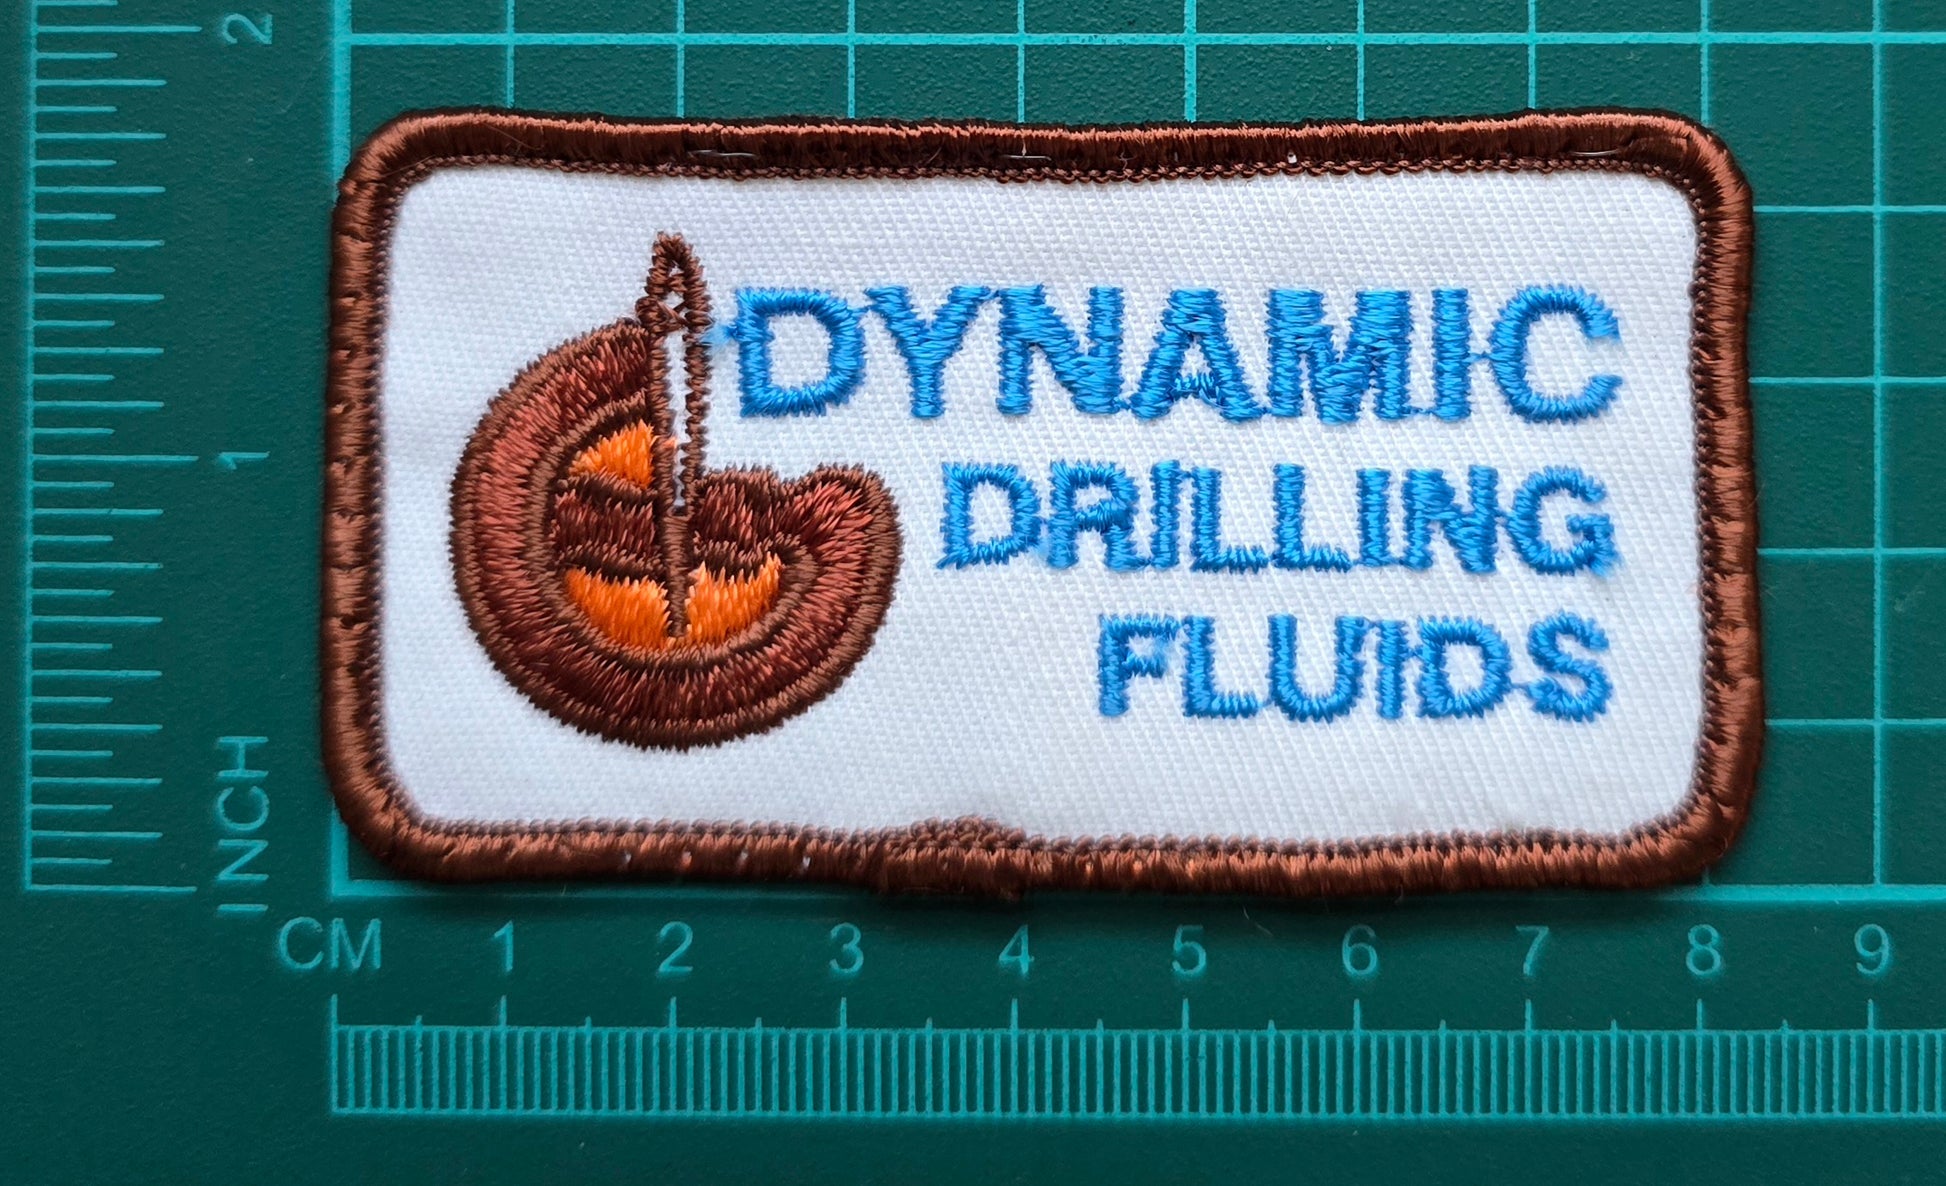 2
DYNAMIC
DRILLING
FLUIDS
1
INCH
CM 1 2 3 4 5 6 7 8 9